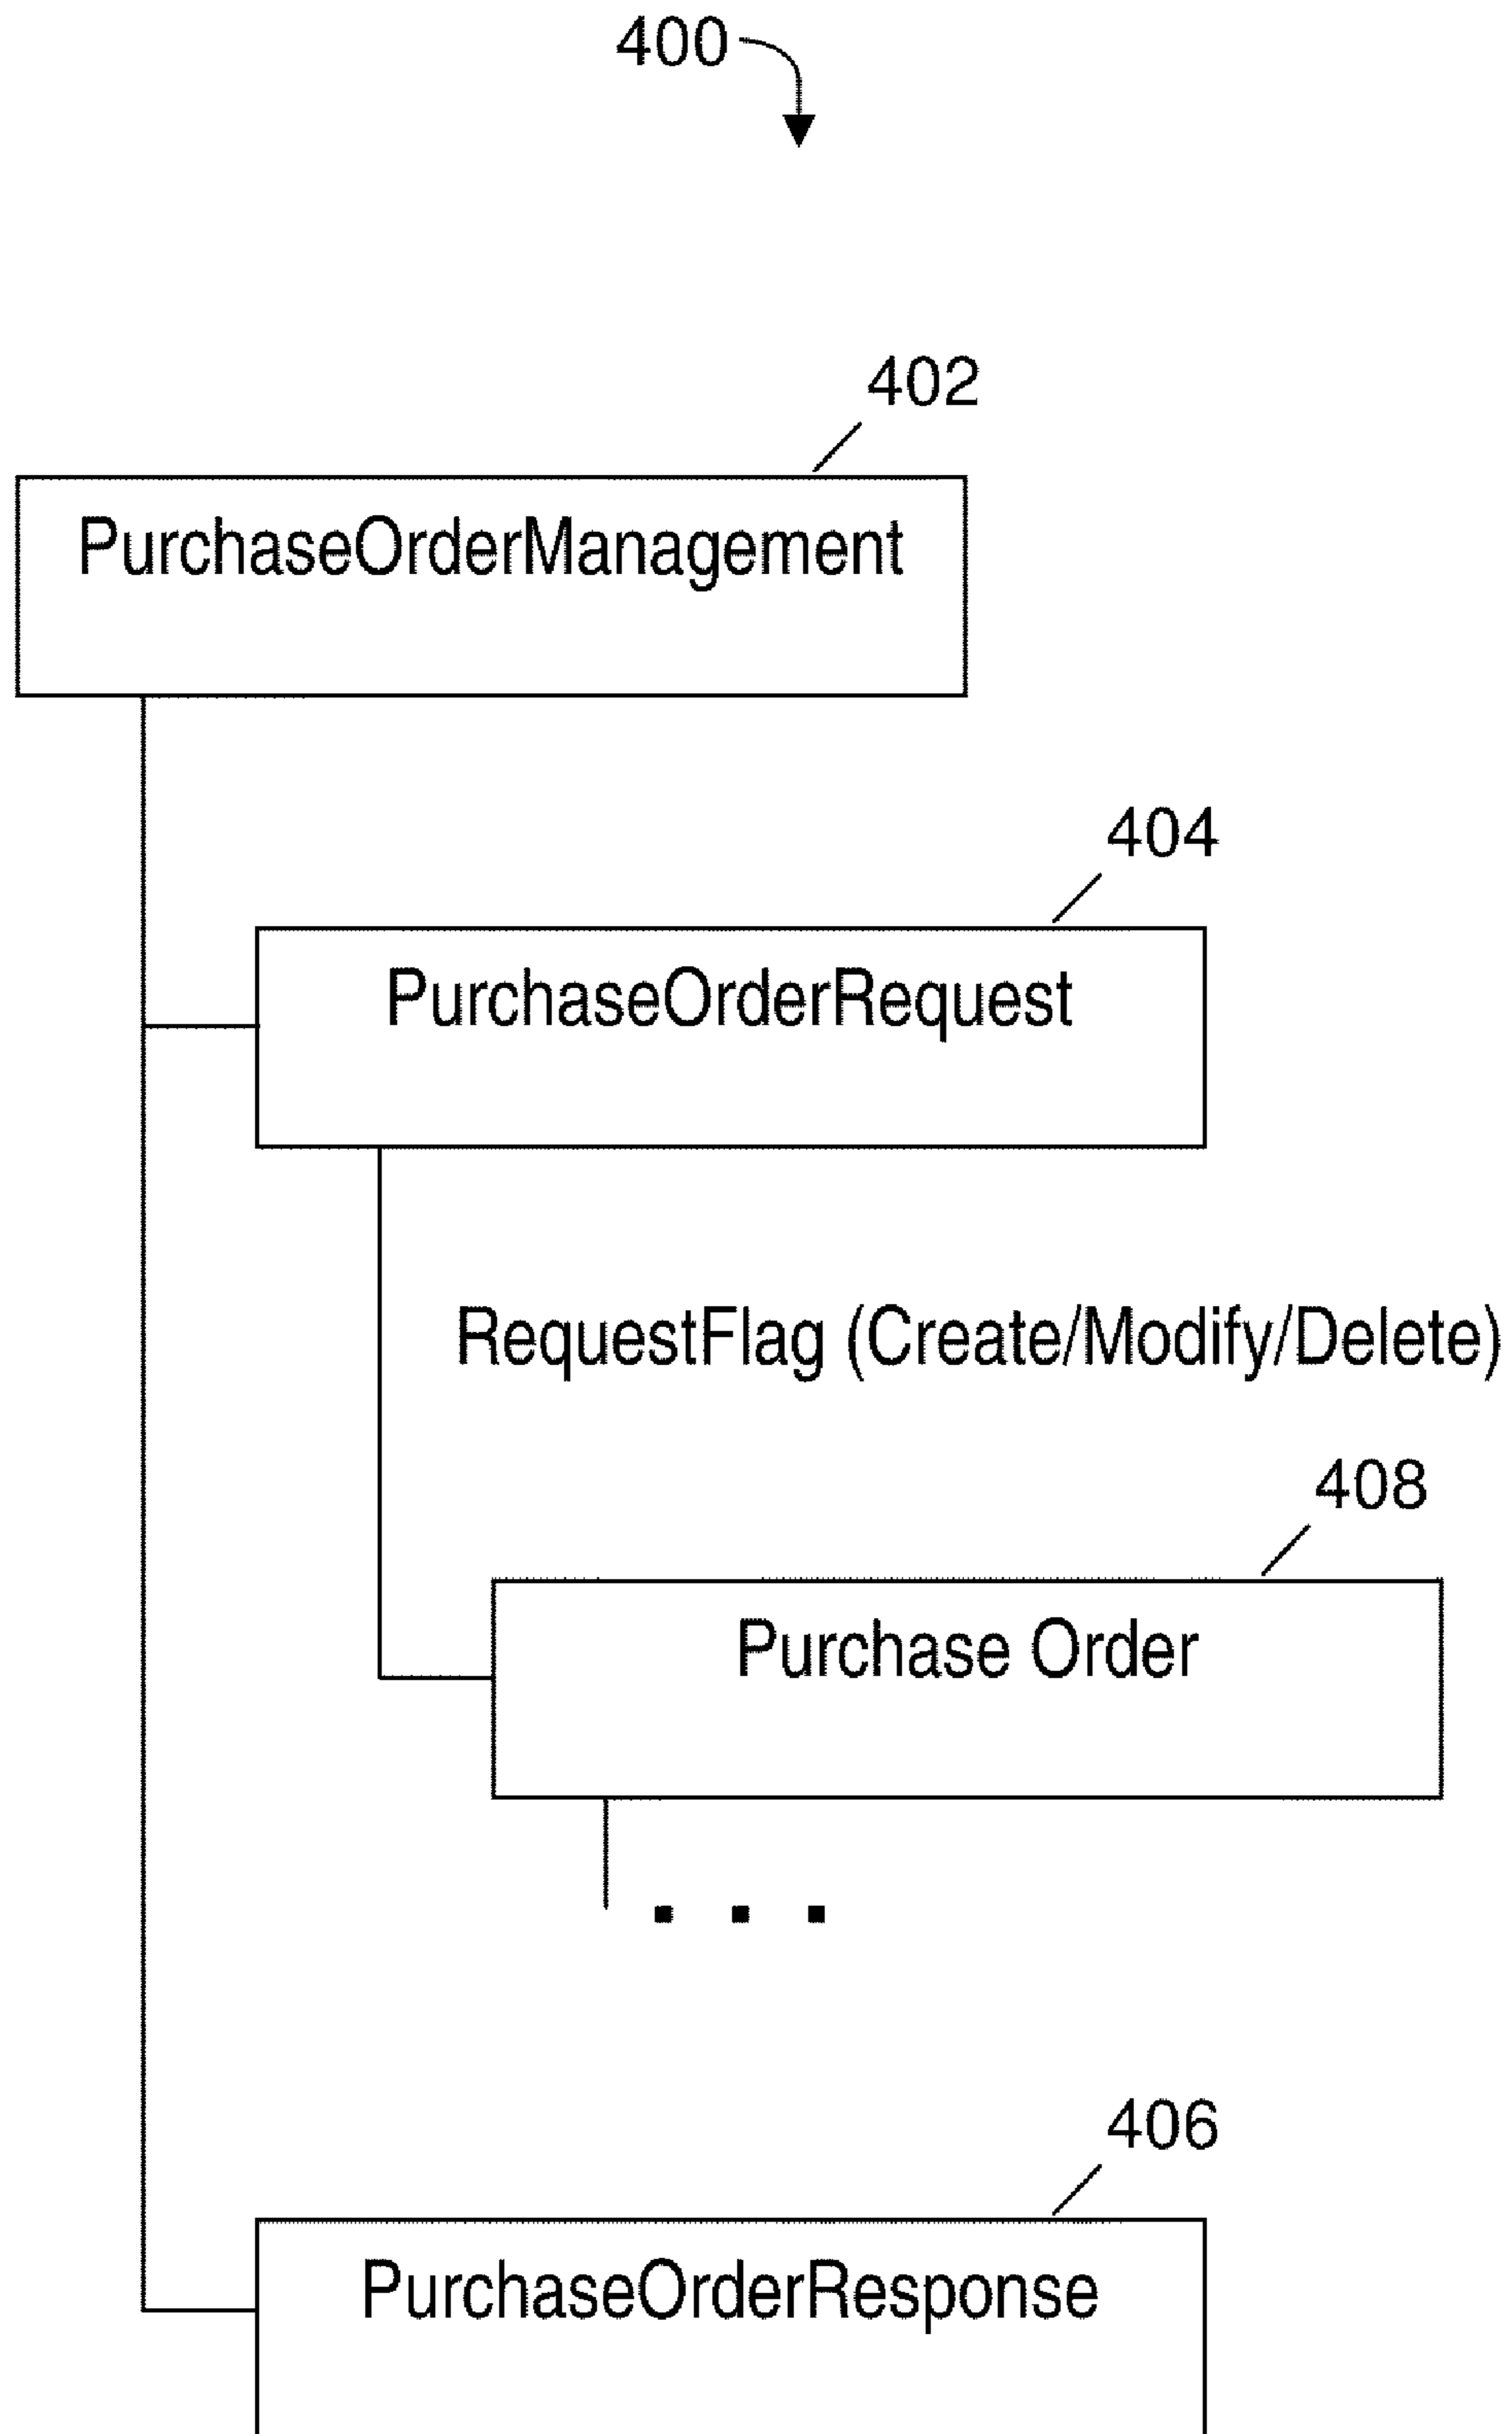 400
402
PurchaseOrderManagement
404
PurchaseOrderRequest
RequestFlag (Create/Modify/Delete)
408
Purchase Order
. . .
406
PurchaseOrderResponse